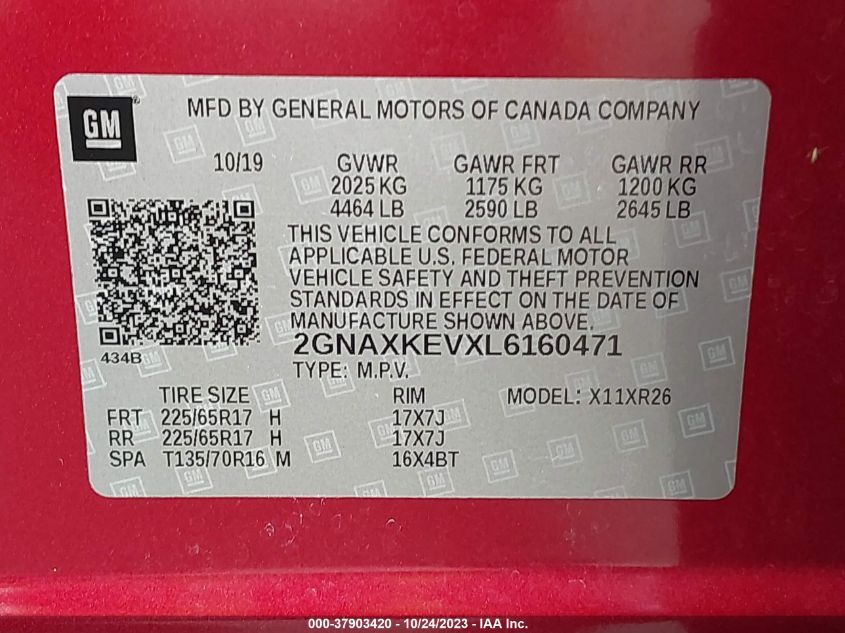 GM
MFD BY GENERAL MOTORS OF CANADA COMPANY
10/19 GVWR GAWR FRT GAWR RR
2025 KG 1175 KG 1200 KG
4464 LB 2590 LB 2645 LB
THIS VEHICLE CONFORMS TO ALL
APPLICABLE U.S. FEDERAL MOTOR
VEHICLE SAFETY AND THEFT PREVENTION
STANDARDS IN EFFECT ON THE DATE OF
MANUFACTURE SHOWN ABOVE.
434B 2GNAXKEVXL6160471
TYPE: M.P.V.
TIRE SIZE RIM MODEL: X11XR26
FRT 225/65R17 H 17X7J
RR 225/65R17 H 17X7J
SPA T135/70R16 M 16X4BT
000-37903420 • 10/24/2023 • IAA Inc.